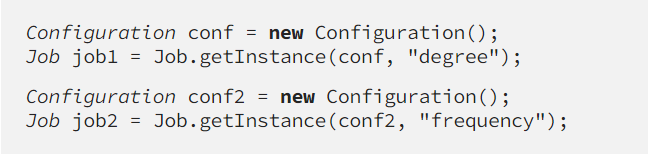 Configuration conf = new Configuration();
Job job1 = Job.getInstance(conf, "degree");
Configuration conf2 = new Configuration();
Job job2 = Job.getInstance(conf2, "frequency");